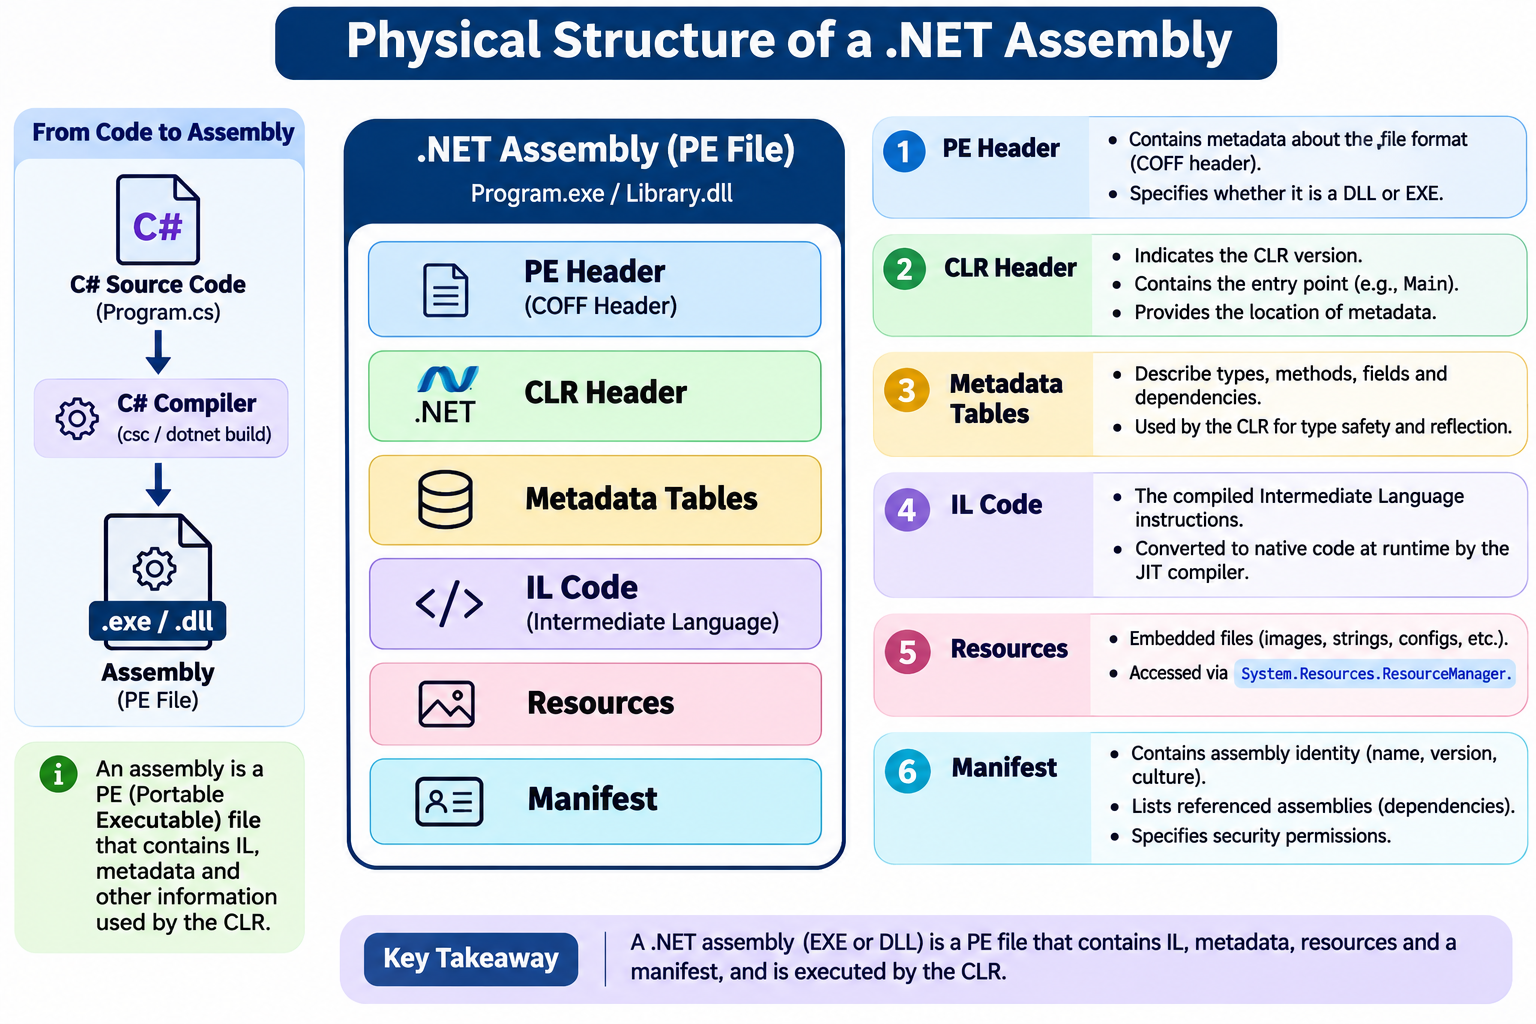 Physical Structure of a .NET Assembly
From Code to Assembly
C#
C# Source Code
(Program.cs)
C# Compiler
(csc / dotnet build)
.exe / .dll
Assembly
(PE File)
i
An assembly is a
PE (Portable
Executable) file
that contains IL,
metadata and
other information
used by the CLR.
.NET Assembly (PE File)
Program.exe / Library.dll
PE Header
(COFF Header)
.NET
CLR Header
Metadata Tables
</>
IL Code
(Intermediate Language)
Resources
Manifest
1
PE Header
• Contains metadata about the file format
(COFF header).
• Specifies whether it is a DLL or EXE.
2
CLR Header
• Indicates the CLR version.
• Contains the entry point (e.g., Main).
• Provides the location of metadata.
3
Metadata
Tables
• Describe types, methods, fields and
dependencies.
• Used by the CLR for type safety and reflection.
4
IL Code
• The compiled Intermediate Language
instructions.
• Converted to native code at runtime by the
JIT compiler.
5
Resources
• Embedded files (images, strings, configs, etc.).
• Accessed via System.Resources.ResourceManager.
6
Manifest
• Contains assembly identity (name, version,
culture).
• Lists referenced assemblies (dependencies).
• Specifies security permissions.
Key Takeaway
A .NET assembly (EXE or DLL) is a PE file that contains IL, metadata, resources and a
manifest, and is executed by the CLR.